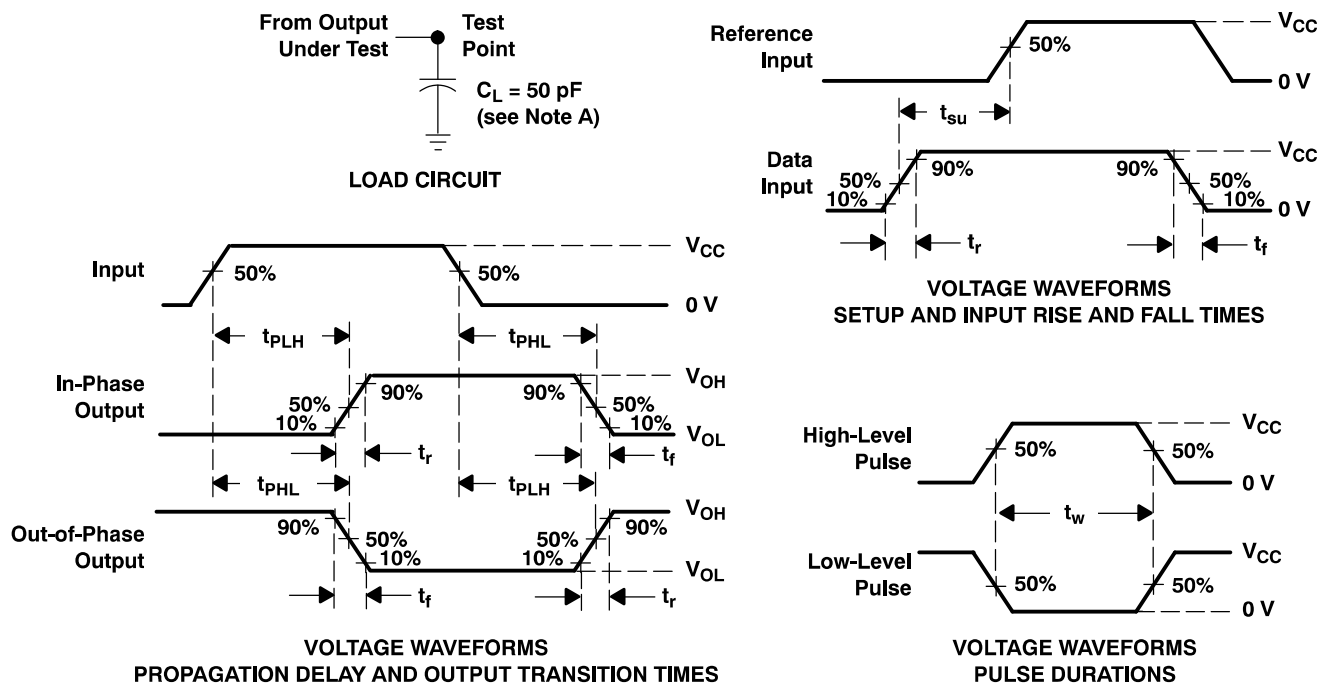 From Output
Under Test
Test
Point
C_L = 50 pF
(see Note A)
LOAD CIRCUIT
Input
50%
50%
V_CC
0 V
t_PLH
t_PHL
In-Phase
Output
50%
10%
90%
90%
50%
10%
V_OH
V_OL
t_r
t_f
t_PHL
t_PLH
Out-of-Phase
Output
90%
50%
10%
50%
10%
90%
V_OH
V_OL
t_f
t_r
VOLTAGE WAVEFORMS
PROPAGATION DELAY AND OUTPUT TRANSITION TIMES
Reference
Input
50%
V_CC
0 V
t_su
Data
Input
50%
10%
90%
90%
50%
10%
V_CC
0 V
t_r
t_f
VOLTAGE WAVEFORMS
SETUP AND INPUT RISE AND FALL TIMES
High-Level
Pulse
50%
50%
V_CC
0 V
t_w
Low-Level
Pulse
50%
50%
V_CC
0 V
VOLTAGE WAVEFORMS
PULSE DURATIONS